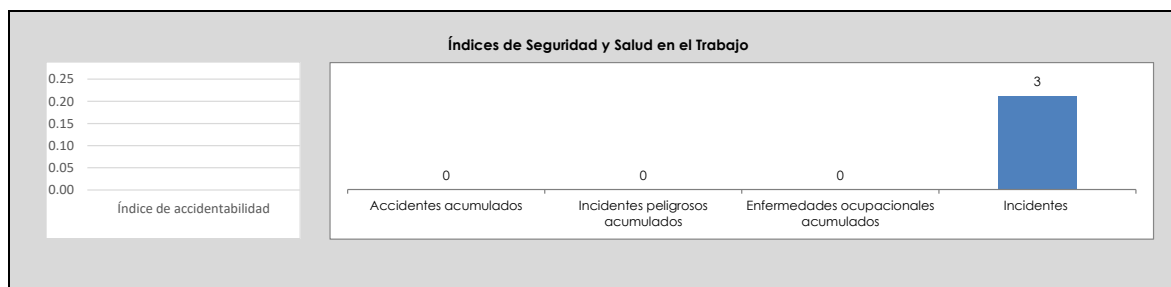 Índices de Seguridad y Salud en el Trabajo
0.25
0.20
0.15
0.10
0.05
0.00
Índice de accidentabilidad
3
0
0
0
Accidentes acumulados
Incidentes peligrosos
acumulados
Enfermedades ocupacionales
acumulados
Incidentes